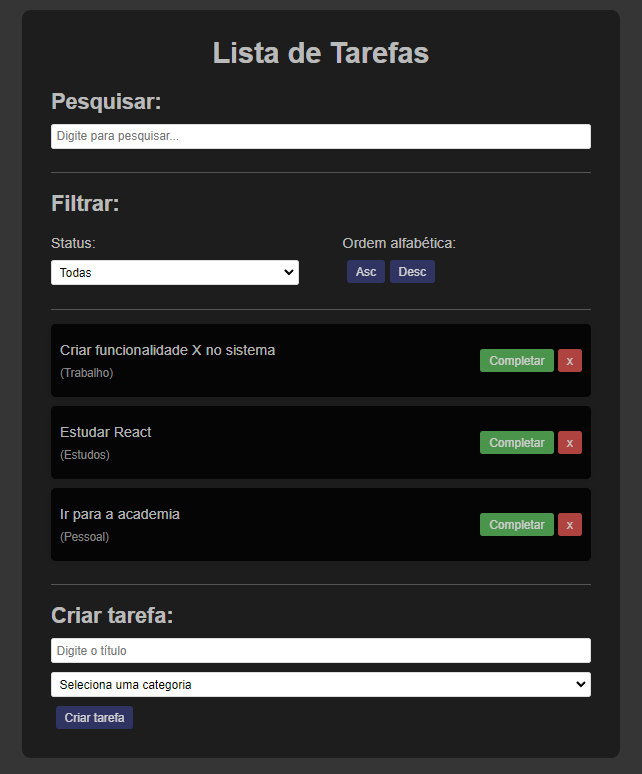 Lista de Tarefas
Pesquisar:
Digite para pesquisar...
Filtrar:
Status:
Todas
Ordem alfabética:
Asc Desc
Criar funcionalidade X no sistema
(Trabalho)
Completar x
Estudar React
(Estudos)
Completar x
Ir para a academia
(Pessoal)
Completar x
Criar tarefa:
Digite o título
Seleciona uma categoria
Criar tarefa